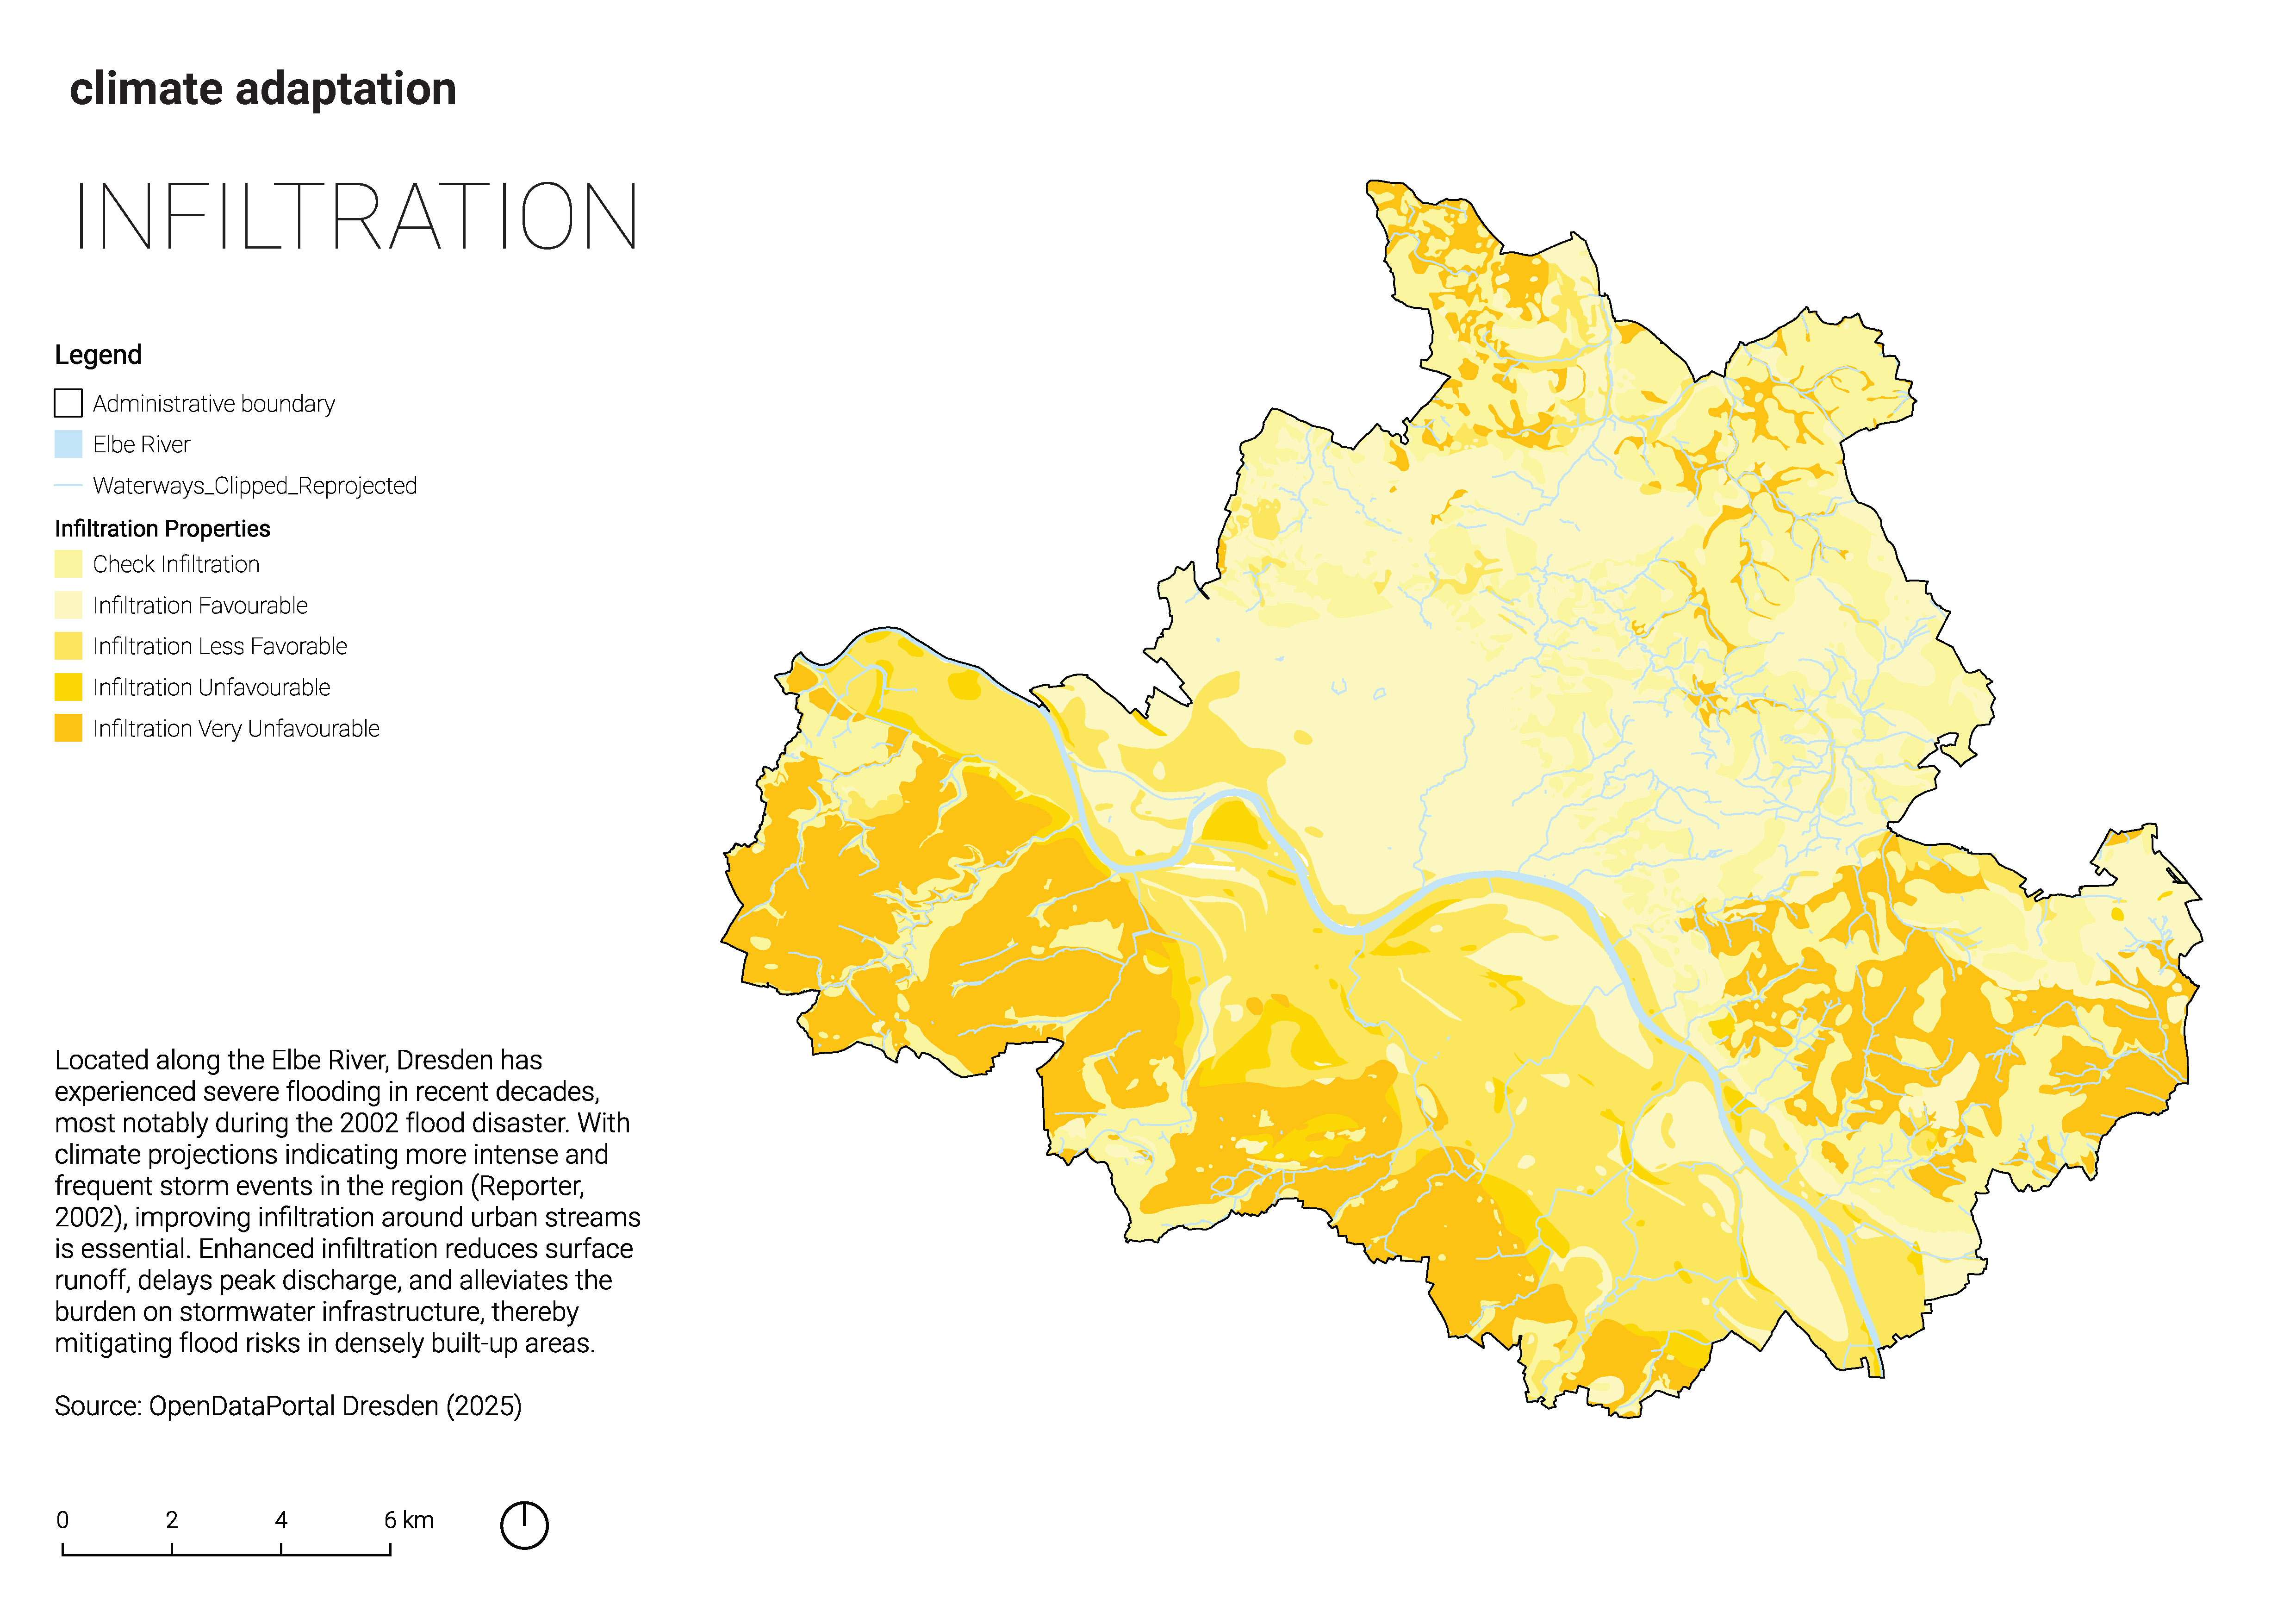 climate adaptation
INFILTRATION
Legend
Administrative boundary
Elbe River
Waterways_Clipped_Reprojected
Infiltration Properties
Check Infiltration
Infiltration Favourable
Infiltration Less Favorable
Infiltration Unfavourable
Infiltration Very Unfavourable
Located along the Elbe River, Dresden has
experienced severe flooding in recent decades,
most notably during the 2002 flood disaster. With
climate projections indicating more intense and
frequent storm events in the region (Reporter,
2002), improving infiltration around urban streams
is essential. Enhanced infiltration reduces surface
runoff, delays peak discharge, and alleviates the
burden on stormwater infrastructure, thereby
mitigating flood risks in densely built-up areas.
Source: OpenDataPortal Dresden (2025)
0 2 4 6 km